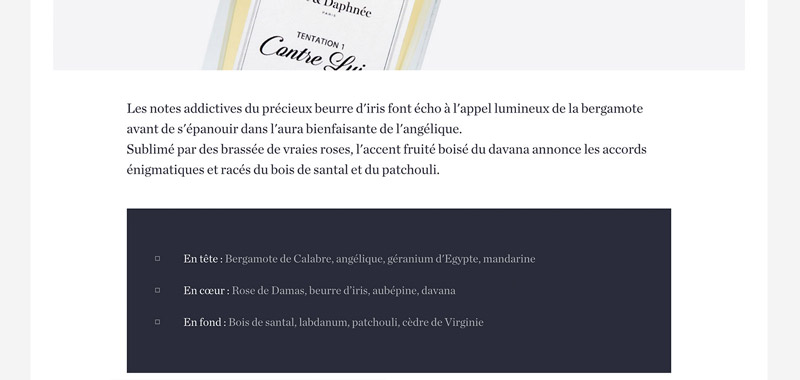 & Daphnée
PARIS
TENTATION 1
Contre Lui
Les notes addictives du précieux beurre d'iris font écho à l'appel lumineux de la bergamote
avant de s'épanouir dans l'aura bienfaisante de l'angélique.
Sublimé par des brassée de vraies roses, l'accent fruité boisé du davana annonce les accords
énigmatiques et racés du bois de santal et du patchouli.
En tête : Bergamote de Calabre, angélique, géranium d'Egypte, mandarine
En cœur : Rose de Damas, beurre d'iris, aubépine, davana
En fond : Bois de santal, labdanum, patchouli, cèdre de Virginie